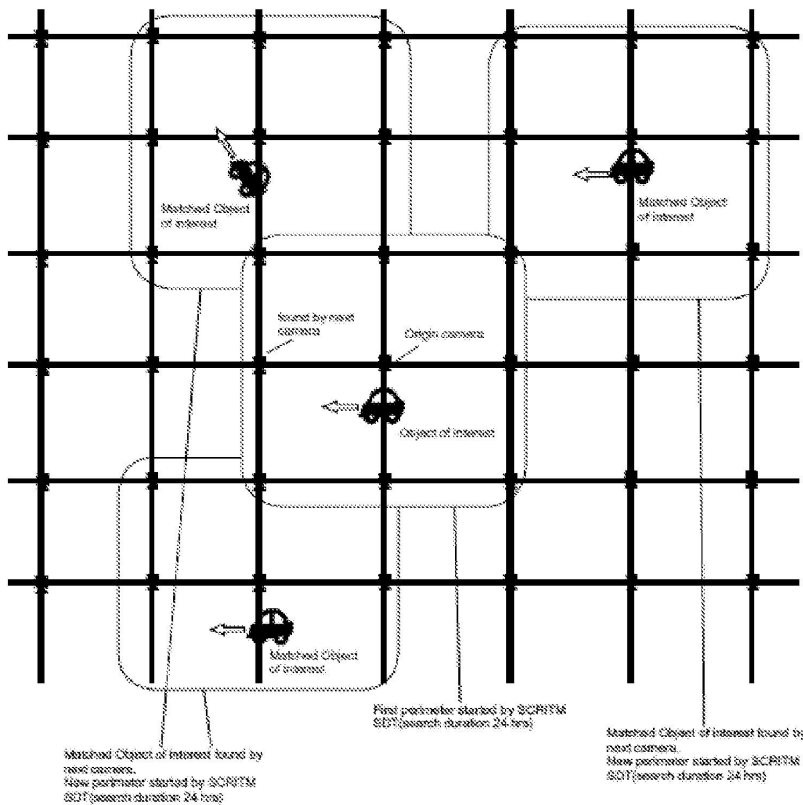 Matched Object
of interest
Matched Object
of interest
found by next
camera
Origin camera
Object of interest
Matched Object
of interest
First perimeter started by SCRITM
SDT(search duration 24 hrs)
Matched Object of interest found by
next camera.
New perimeter started by SCRITM
SDT(search duration 24 hrs)
Matched Object of interest found by
next camera.
New perimeter started by SCRITM
SDT(search duration 24 hrs)